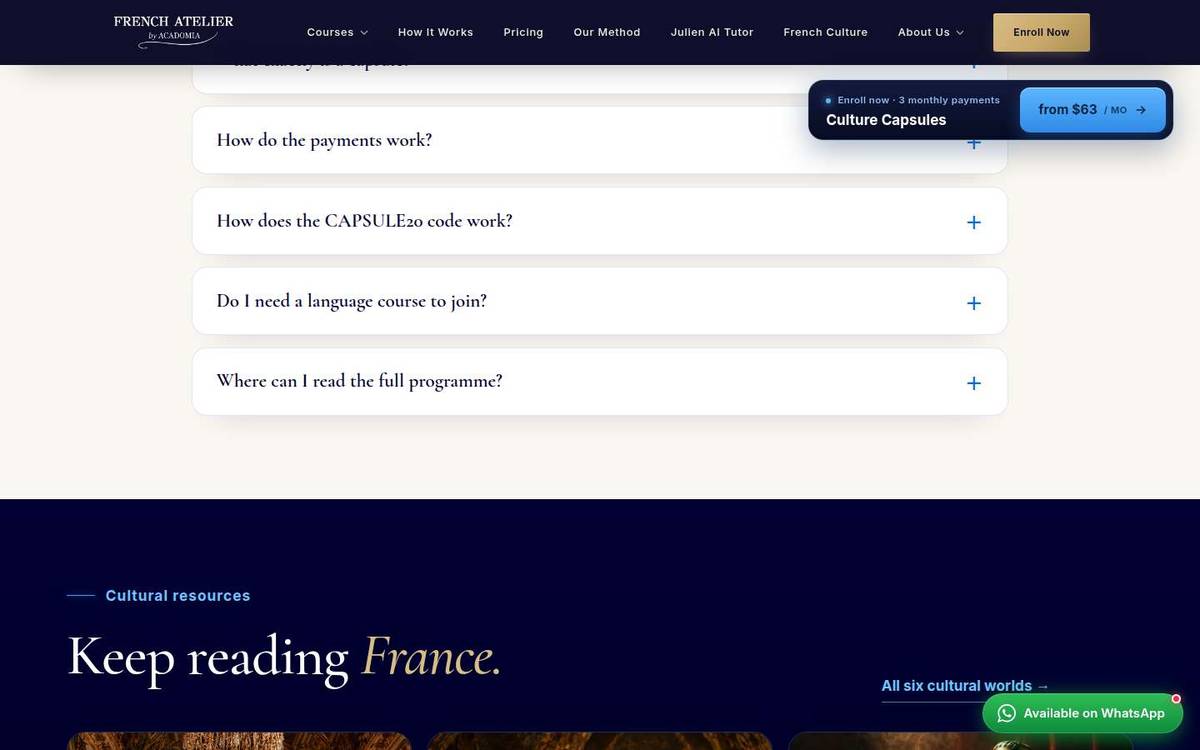 FRENCH ATELIER
by ACADOMIA
Courses
How It Works
Pricing
Our Method
Julien AI Tutor
French Culture
About Us
Enroll Now
Enroll now · 3 monthly payments
Culture Capsules
from $63 / MO →
How do the payments work?
How does the CAPSULE20 code work?
Do I need a language course to join?
Where can I read the full programme?
Cultural resources
Keep reading France.
All six cultural worlds →
Available on WhatsApp